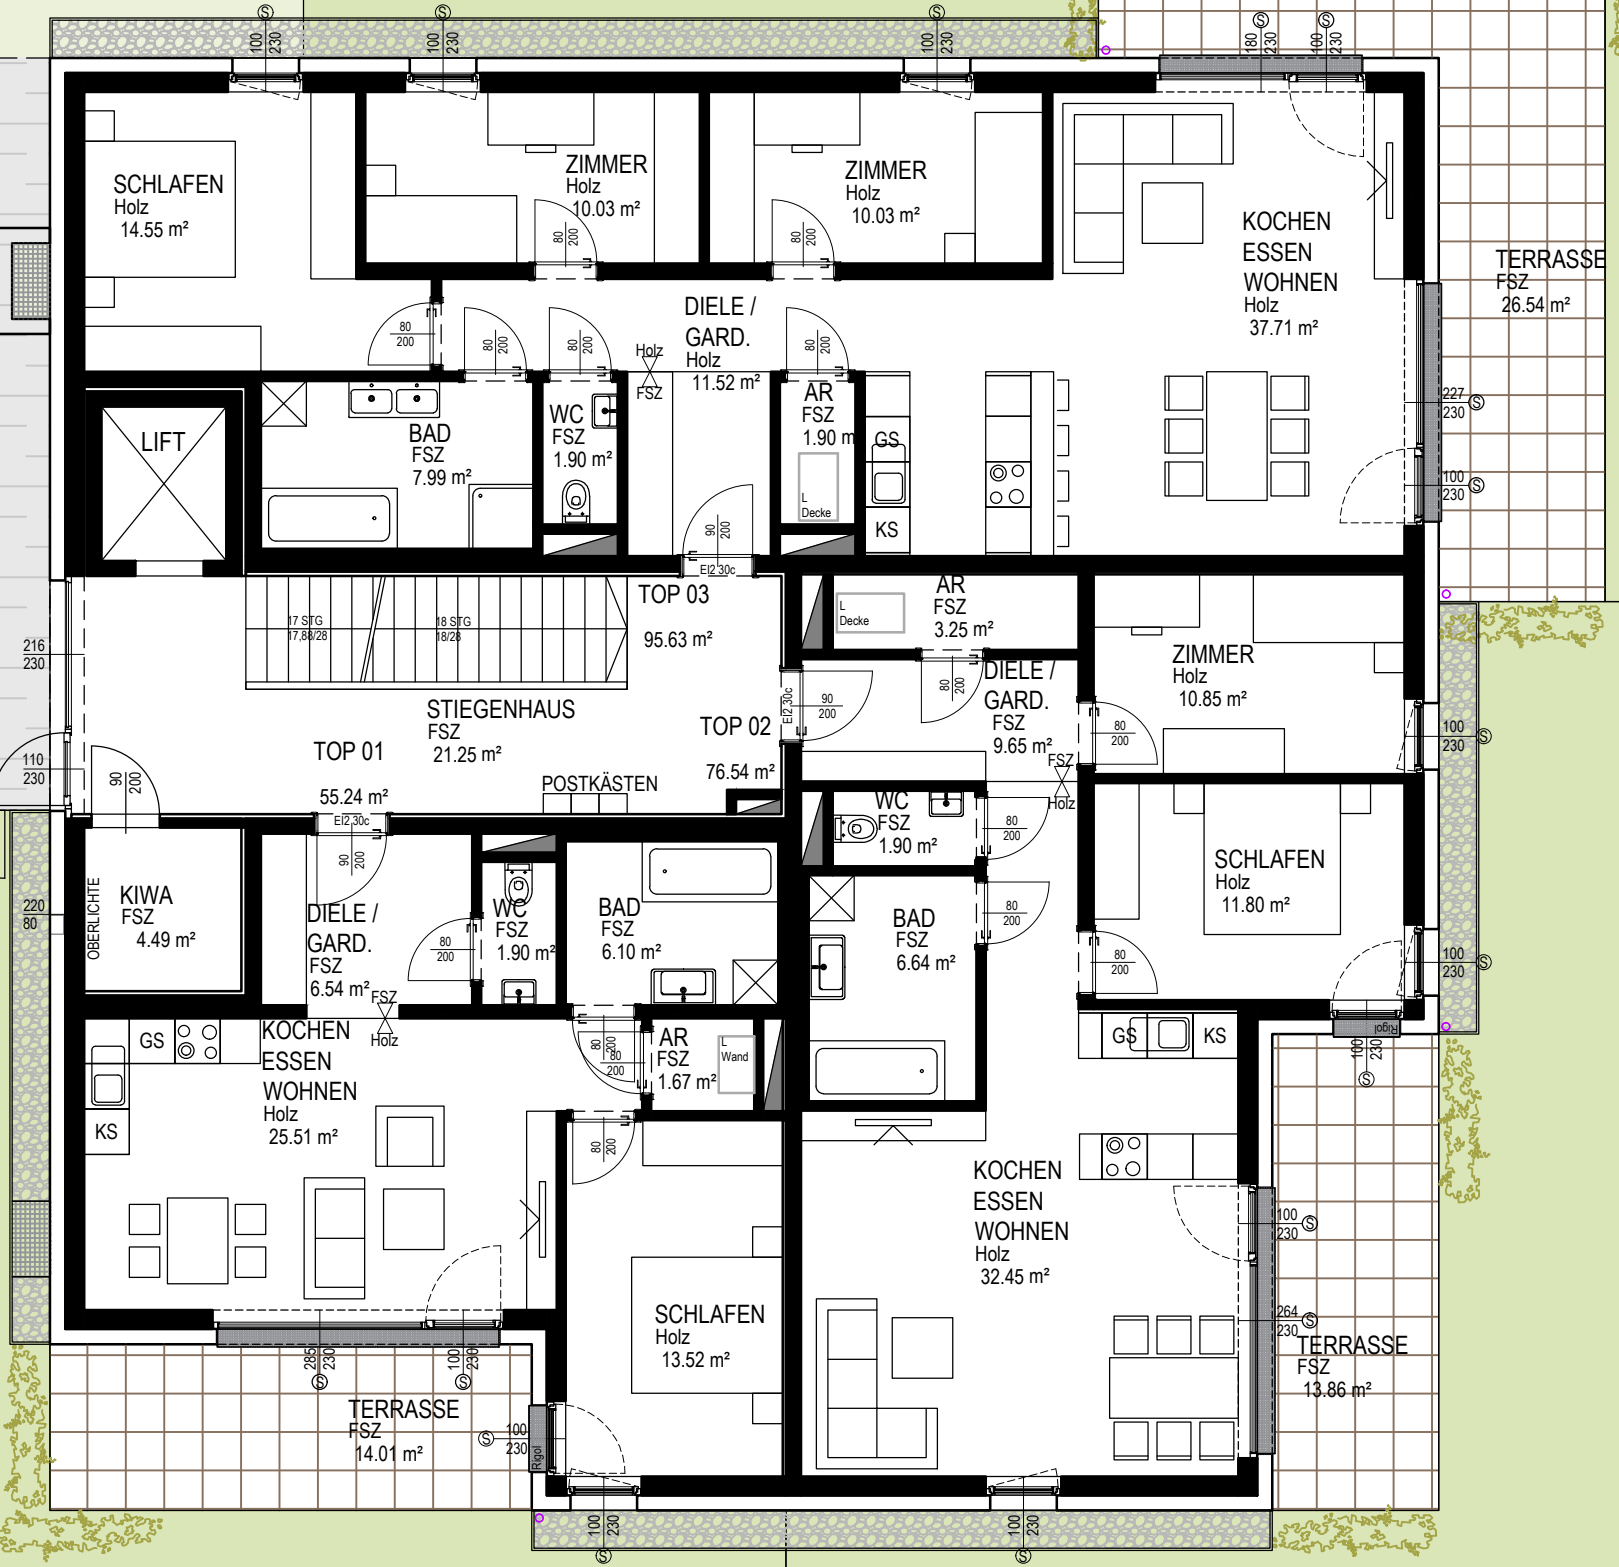 S
100
230
S
100
230
S
100
230
S
180
230
S
100
230
SCHLAFEN
Holz
14.55 m²
ZIMMER
Holz
10.03 m²
80
200
ZIMMER
Holz
10.03 m²
80
200
KOCHEN
ESSEN
WOHNEN
Holz
37.71 m²
TERRASSE
FSZ
26.54 m²
80
200
80
200
80
200
DIELE /
GARD.
Holz
11.52 m²
Holz
FSZ
80
200
LIFT
BAD
FSZ
7.99 m²
WC
FSZ
1.90 m²
AR
FSZ
1.90 m
L
Decke
GS
KS
227
230
S
100
230
S
90
200
EI2 30c
TOP 03
95.63 m²
17 STG
17,88/28
18 STG
18/28
216
230
STIEGENHAUS
FSZ
21.25 m²
TOP 01
55.24 m²
TOP 02
76.54 m²
POSTKÄSTEN
110
230
90
200
EI2,30c
90
200
EI2,30c
90
200
L
Decke
AR
FSZ
3.25 m²
80
200
DIELE /
GARD.
FSZ
9.65 m²
FSZ
Holz
ZIMMER
Holz
10.85 m²
80
200
100
230
S
WC
FSZ
1.90 m²
80
200
80
200
SCHLAFEN
Holz
11.80 m²
80
200
100
230
S
BAD
FSZ
6.64 m²
220
80
OBERLICHTE
KIWA
FSZ
4.49 m²
DIELE /
GARD.
FSZ
6.54 m²
FSZ
Holz
80
200
WC
FSZ
1.90 m²
BAD
FSZ
6.10 m²
GS
KS
KOCHEN
ESSEN
WOHNEN
Holz
25.51 m²
80
200
80
200
AR
FSZ
1.67 m²
L
Wand
80
200
GS
KS
Rigol
100
230
S
KOCHEN
ESSEN
WOHNEN
Holz
32.45 m²
100
230
S
264
230
S
TERRASSE
FSZ
13.86 m²
SCHLAFEN
Holz
13.52 m²
285
230
S
100
230
S
TERRASSE
FSZ
14.01 m²
S
100
230
Rigol
100
230
S
100
230
S